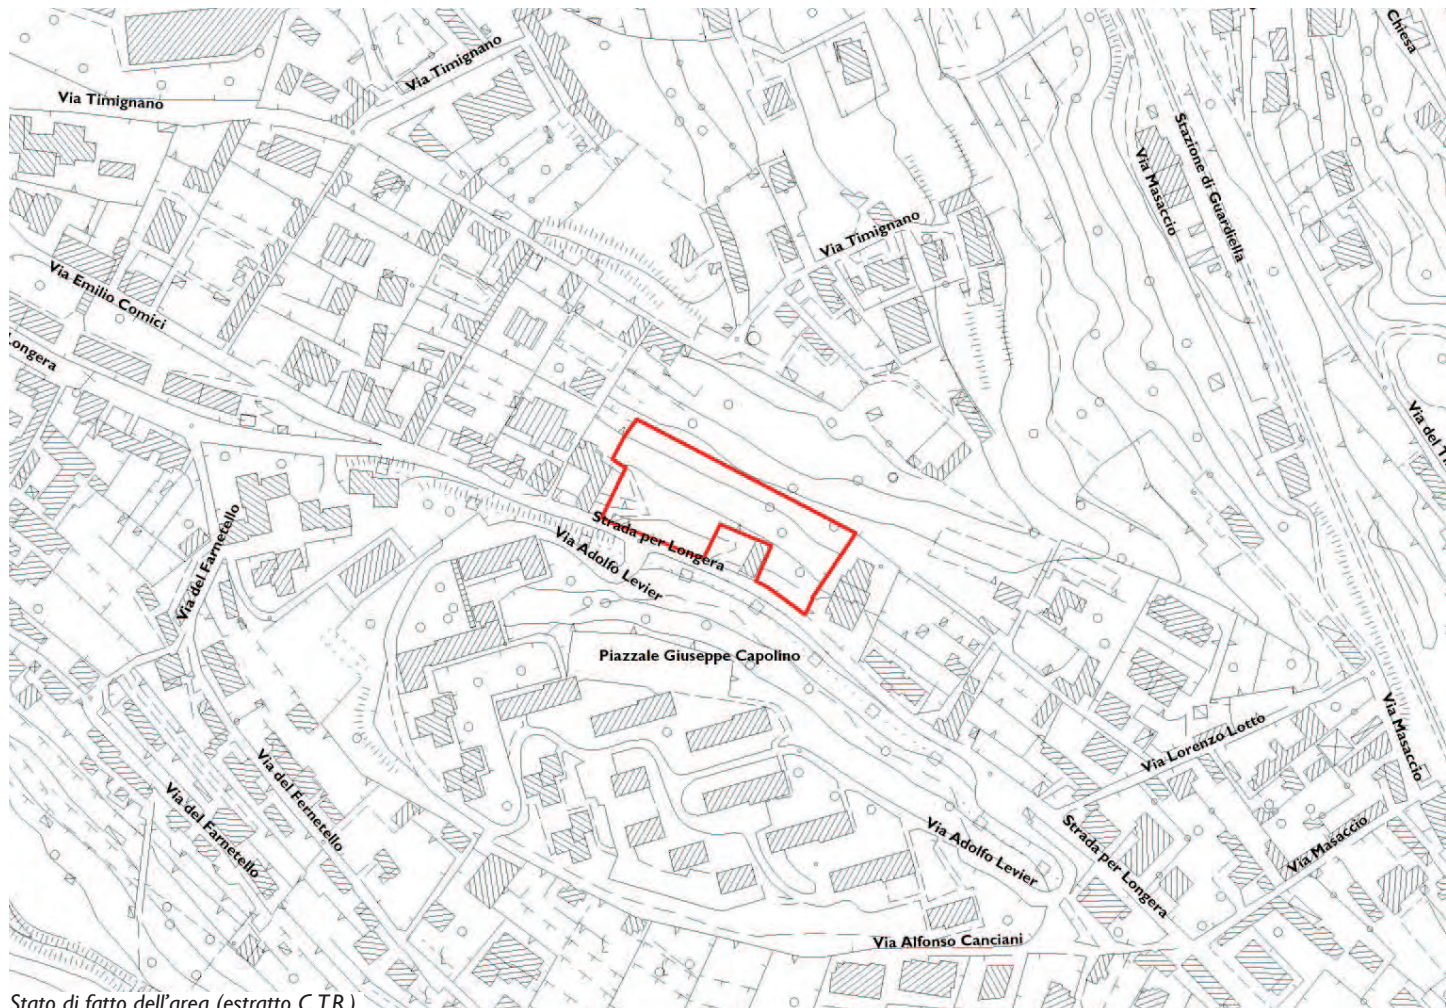 Chiesa
Via Timignano
Via Timignano
Stazione di Guardiella
Via Masaccio
Via Timignano
Via Emilio Comici
Longera
Via del
Strada per Longera
Via Adolfo Levier
Via del Farnetello
Piazzale Giuseppe Capolino
Via Masaccio
Via Lorenzo Lotto
Via del Fernetello
Via del Farnetello
Via Adolfo Levier
Strada per Longera
Via Masaccio
Via Alfonso Canciani
Stato di fatto dell'area (estratto C.T.R.)